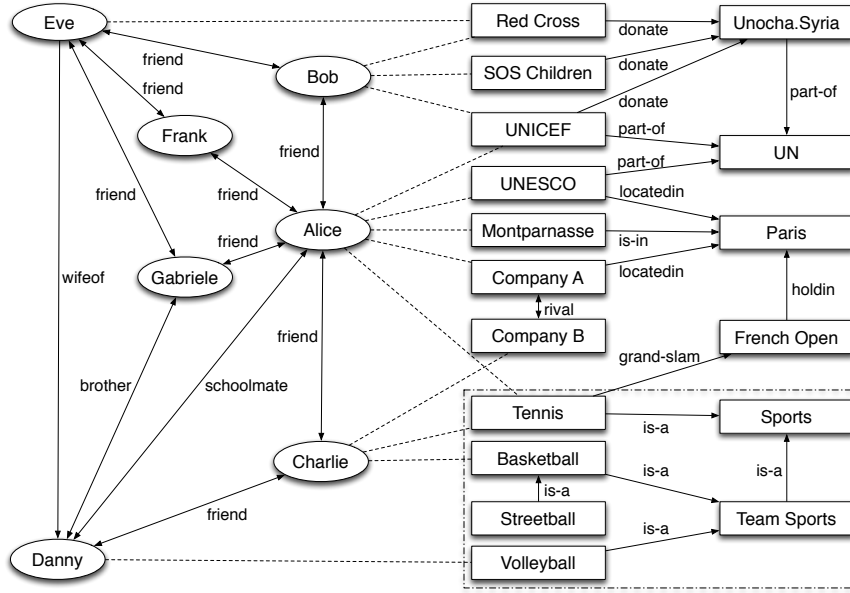 Eve
Red Cross
donate
Unocha.Syria
friend
Bob
SOS Children
donate
friend
donate
part-of
Frank
UNICEF
part-of
UN
friend
part-of
friend
friend
UNESCO
locatedin
Alice
Montparnasse
is-in
Paris
friend
Gabriele
Company A
locatedin
wifeof
rival
holdin
friend
Company B
French Open
grand-slam
brother
schoolmate
Tennis
is-a
Sports
Charlie
Basketball
is-a
is-a
is-a
friend
Streetball
Team Sports
is-a
Danny
Volleyball